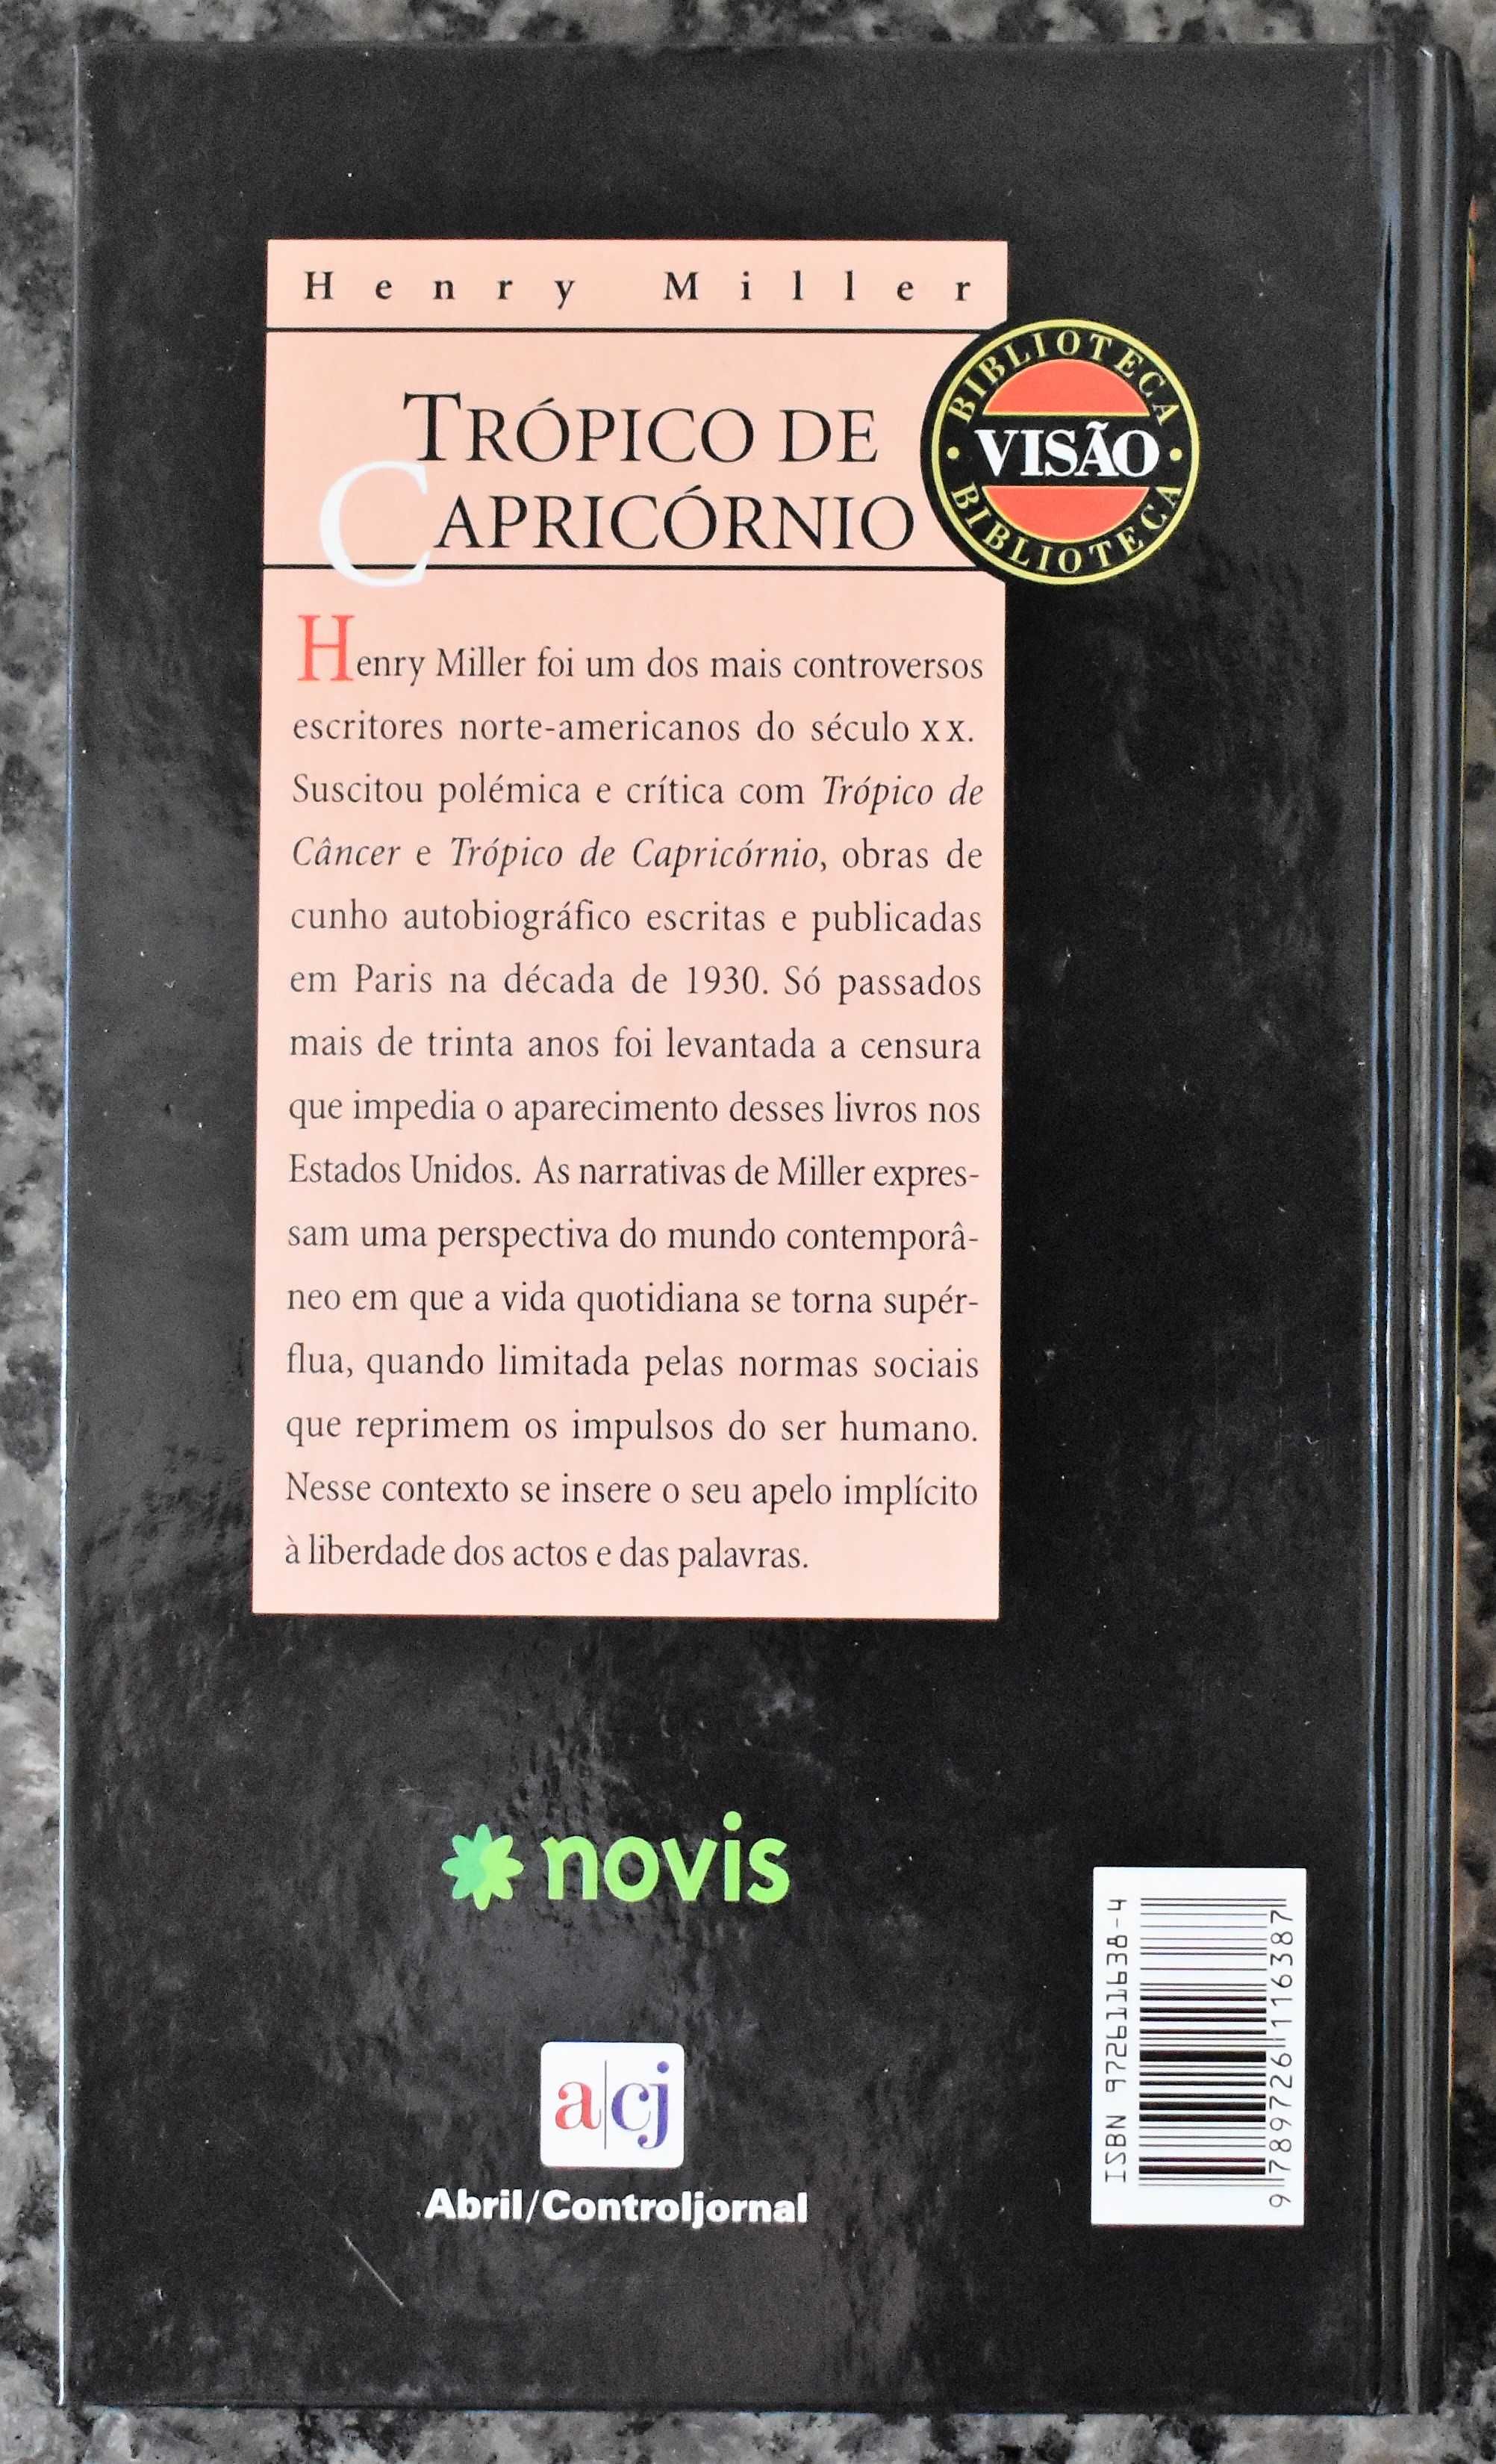 Henry Miller
TRÓPICO DE
CAPRICÓRNIO
BIBLIOTECA
VISÃO
BIBLIOTECA
Henry Miller foi um dos mais controversos
escritores norte-americanos do século XX.
Suscitou polémica e crítica com Trópico de
Câncer e Trópico de Capricórnio, obras de
cunho autobiográfico escritas e publicadas
em Paris na década de 1930. Só passados
mais de trinta anos foi levantada a censura
que impedia o aparecimento desses livros nos
Estados Unidos. As narrativas de Miller expres-
sam uma perspectiva do mundo contemporâ-
neo em que a vida quotidiana se torna supér-
flua, quando limitada pelas normas sociais
que reprimem os impulsos do ser humano.
Nesse contexto se insere o seu apelo implícito
à liberdade dos actos e das palavras.
novis
a|cj
Abril/Controljornal
ISBN 972611638-4
9 789726 116387